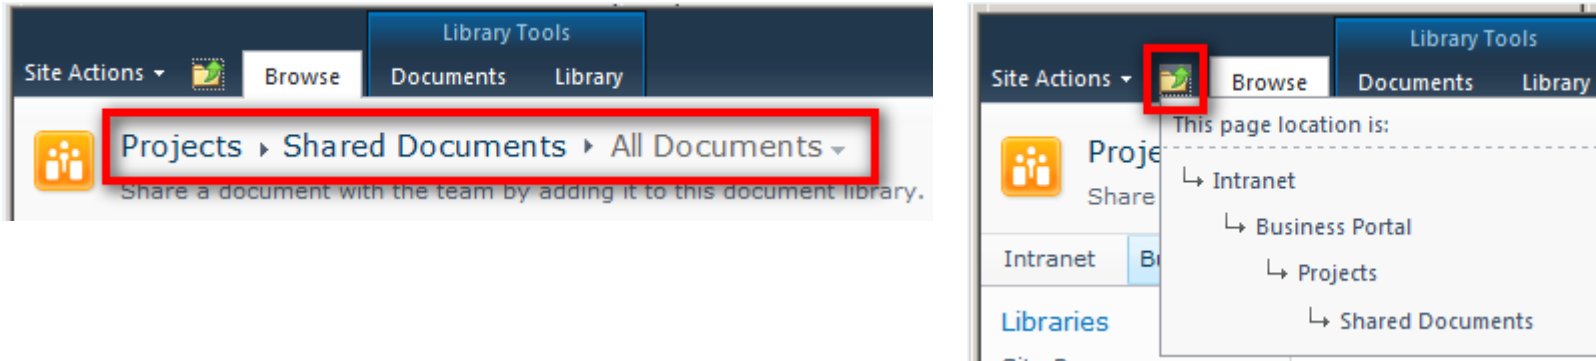 Library Tools
Site Actions Browse Documents Library
Projects Shared Documents All Documents
Share a document with the team by adding it to this document library.
Library Tools
Site Actions Browse Documents Library
This page location is:
Proje
Intranet
Share
Business Portal
Intranet
Projects
Libraries
Shared Documents